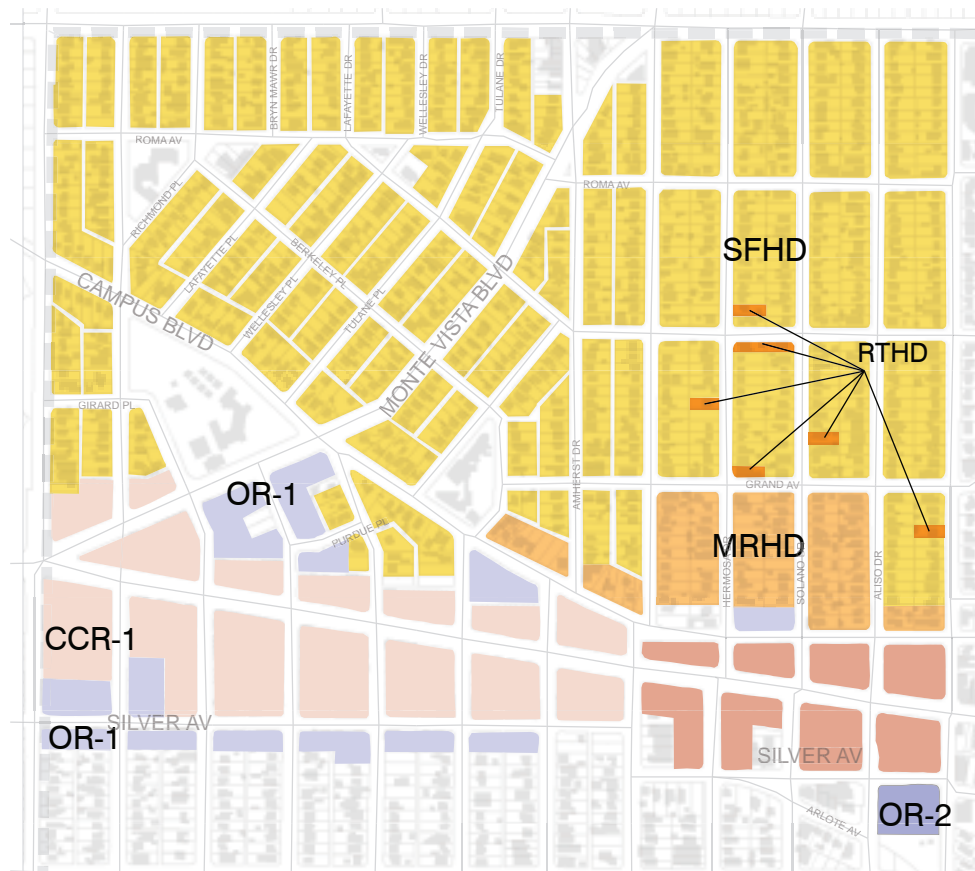 BRYN MAWR DR
LAFAYETTE DR
WELLESLEY DR
TULANE DR
ROMA AV
ROMA AV
RICHMOND PL
LAFAYETTE PL
BERKELEY PL
WELLESLEY PL
TULANE PL
CAMPUS BLVD
MONTE VISTA BLVD
SFHD
RTHD
GIRARD PL
AMHERST DR
GRAND AV
OR-1
PURDUE PL
MRHD
HERMOSA DR
SOLANO DR
ALISO DR
CCR-1
SILVER AV
OR-1
SILVER AV
ARLOTE AV
OR-2